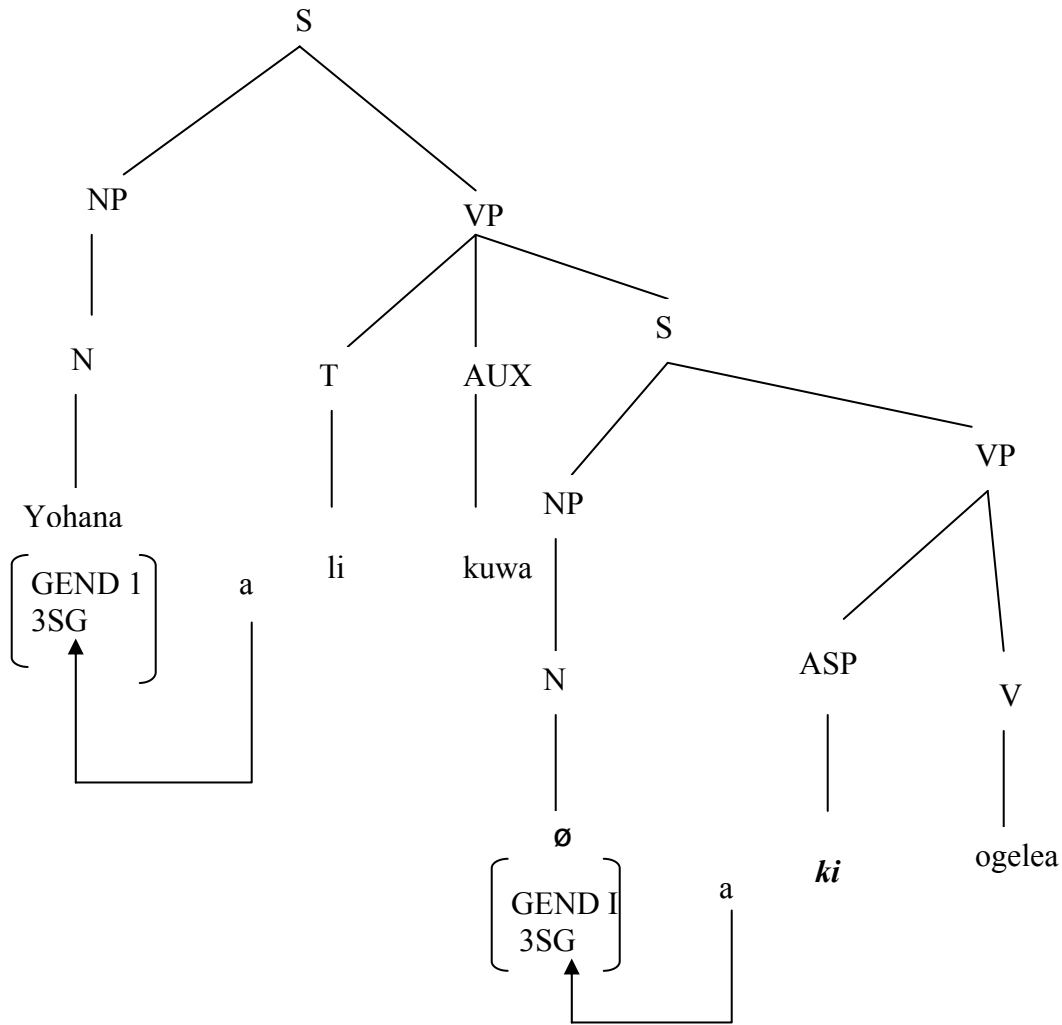 S
NP
VP
S
N
T
AUX
VP
NP
Yohana
li
kuwa
GEND 1
a
3SG
ASP
N
V
ø
ogelea
ki
a
GEND I
3SG